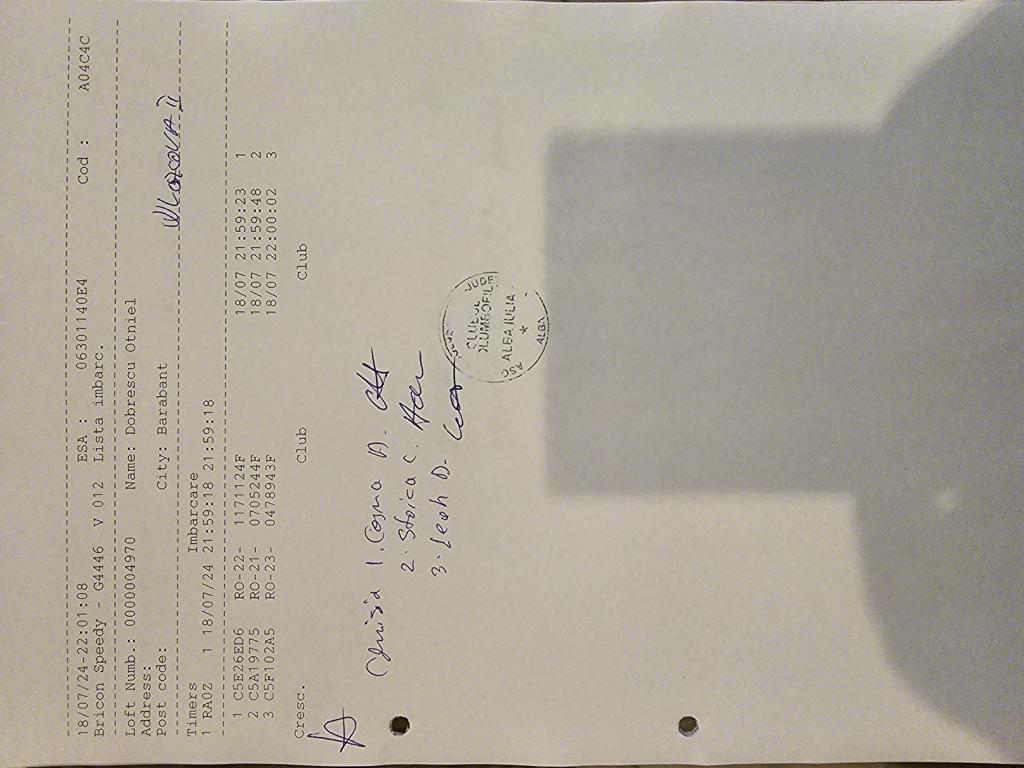 18/07/24-22:01:08 ESA : 06301140E4 Cod : A04C4C
Bricon Speedy - G4446 V 012 Lista imbarc.
Loft Numb.: 0000004970 Name: Dobrescu Otniel
Address:
Post code: City: Barabant
Timers Imbarcare
1 RA0Z 1 18/07/24 21:59:18 21:59:18
1 C5E26ED6 RO-22- 1171124F 18/07 21:59:23 1
2 C5A19775 RO-21- 0705244F 18/07 21:59:48 2
3 C5F102A5 RO-23- 0478943F 18/07 22:00:02 3
Cresc. Club Club
1. Cosma A.
2. Stoica C.
3. Leah D.
ALBA IULIA
*
ASC
ALBA